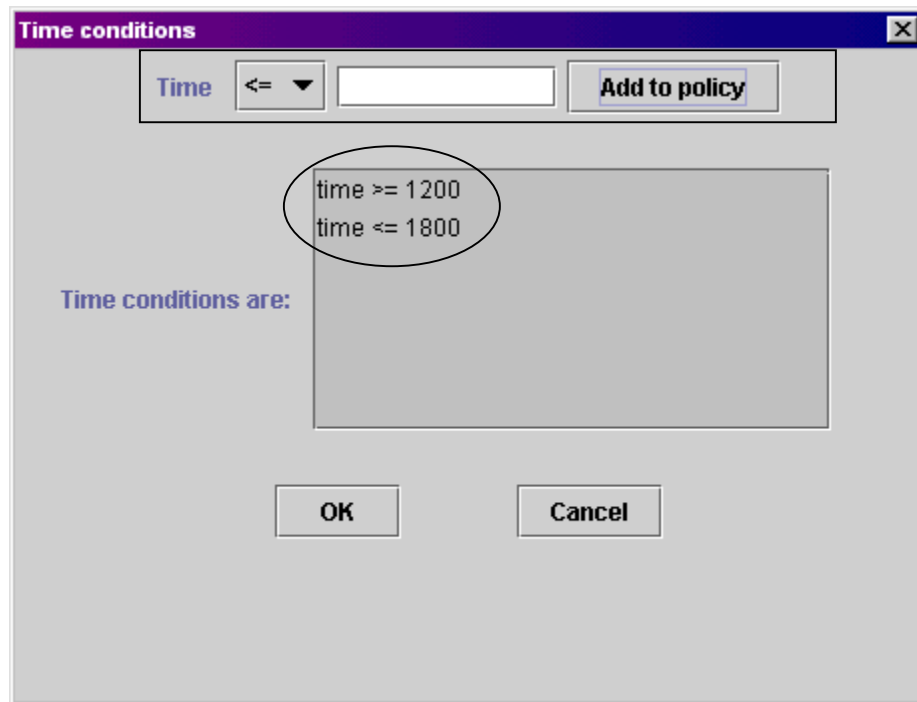 Time conditions
Time <= Add to policy
time >= 1200
time <= 1800
Time conditions are:
OK Cancel